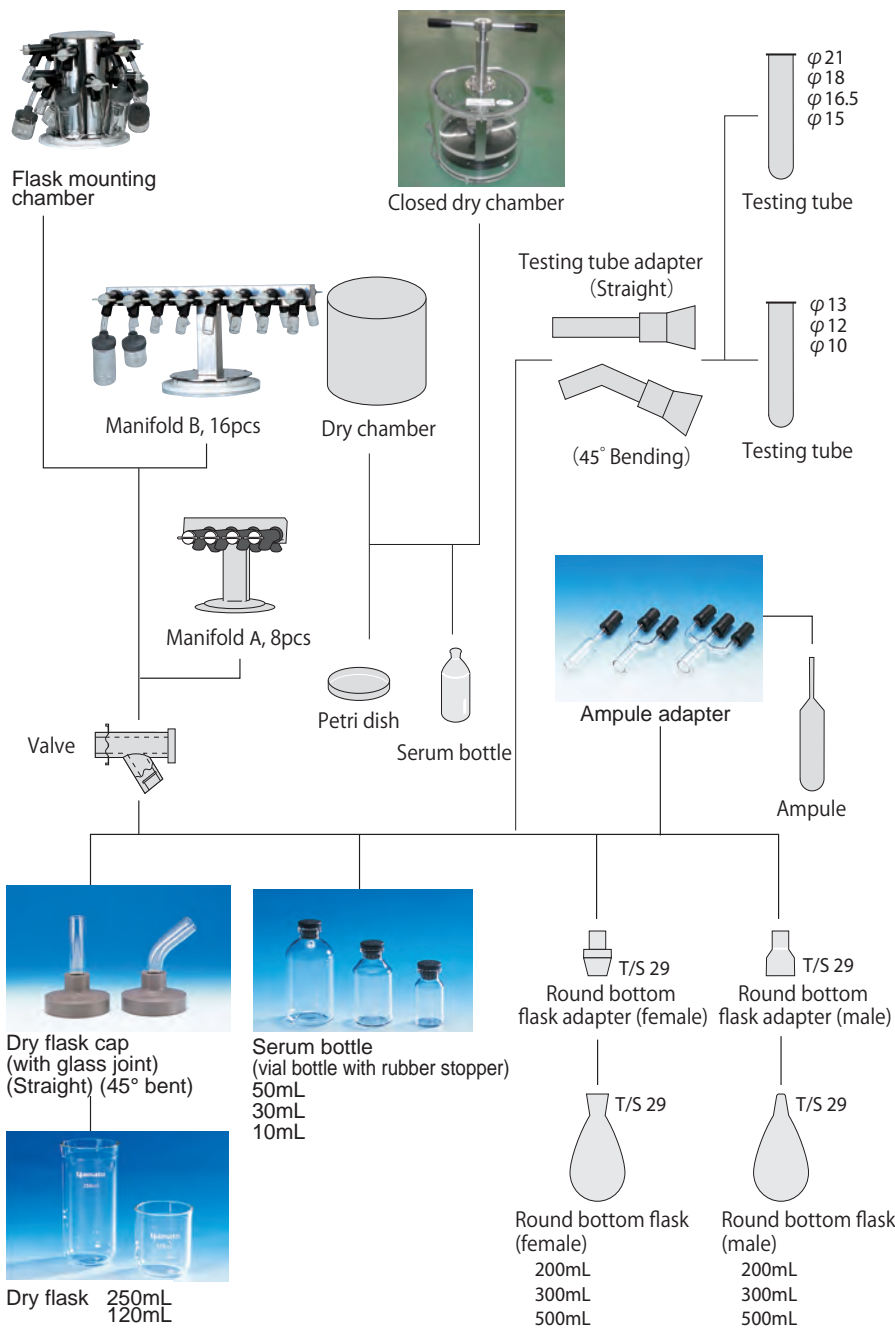 Flask mounting
chamber
Closed dry chamber
φ21
φ18
φ16.5
φ15
Testing tube
Testing tube adapter
(Straight)
φ13
φ12
φ10
Manifold B, 16pcs
Dry chamber
(45° Bending)
Testing tube
Manifold A, 8pcs
Petri dish
Serum bottle
Ampule adapter
Ampule
Valve
T/S 29
Round bottom
flask adapter (female)
T/S 29
Round bottom
flask adapter (male)
Dry flask cap
(with glass joint)
(Straight) (45° bent)
Serum bottle
(vial bottle with rubber stopper)
50mL
30mL
10mL
T/S 29
T/S 29
Round bottom flask
(female)
200mL
300mL
500mL
Round bottom flask
(male)
200mL
300mL
500mL
Dry flask 250mL
120mL